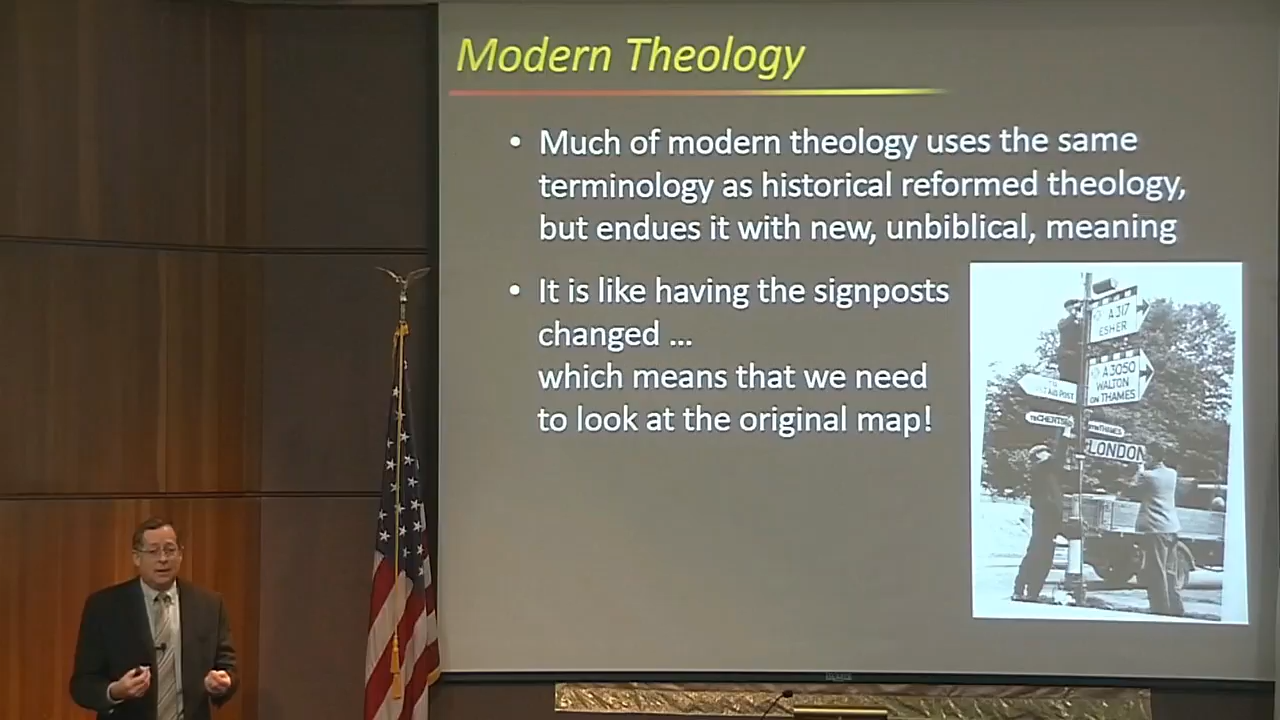 Modern Theology
• Much of modern theology uses the same
terminology as historical reformed theology,
but endues it with new, unbiblical, meaning
• It is like having the signposts
changed ...
which means that we need
to look at the original map!
A317
ESHER
A3050
WALTON
ON THAMES
LONDON